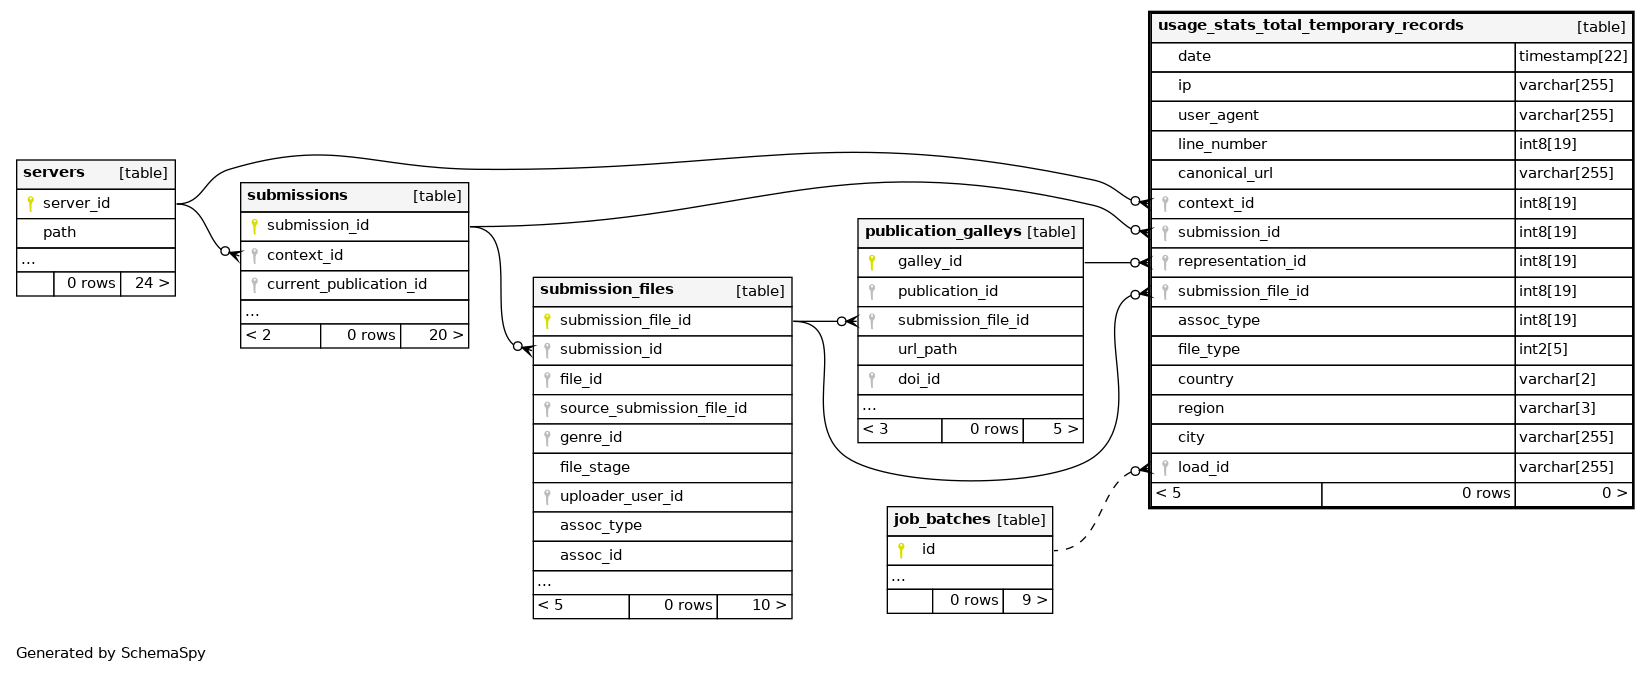 servers [table]
server_id
path
...
0 rows 24 >
submissions [table]
submission_id
context_id
current_publication_id
...
< 2 0 rows 20 >
submission_files [table]
submission_file_id
submission_id
file_id
source_submission_file_id
genre_id
file_stage
uploader_user_id
assoc_type
assoc_id
...
< 5 0 rows 10 >
publication_galleys [table]
galley_id
publication_id
submission_file_id
url_path
doi_id
...
< 3 0 rows 5 >
job_batches [table]
id
...
0 rows 9 >
usage_stats_total_temporary_records [table]
date timestamp[22]
ip varchar[255]
user_agent varchar[255]
line_number int8[19]
canonical_url varchar[255]
context_id int8[19]
submission_id int8[19]
representation_id int8[19]
submission_file_id int8[19]
assoc_type int8[19]
file_type int2[5]
country varchar[2]
region varchar[3]
city varchar[255]
load_id varchar[255]
< 5 0 rows 0 >
Generated by SchemaSpy